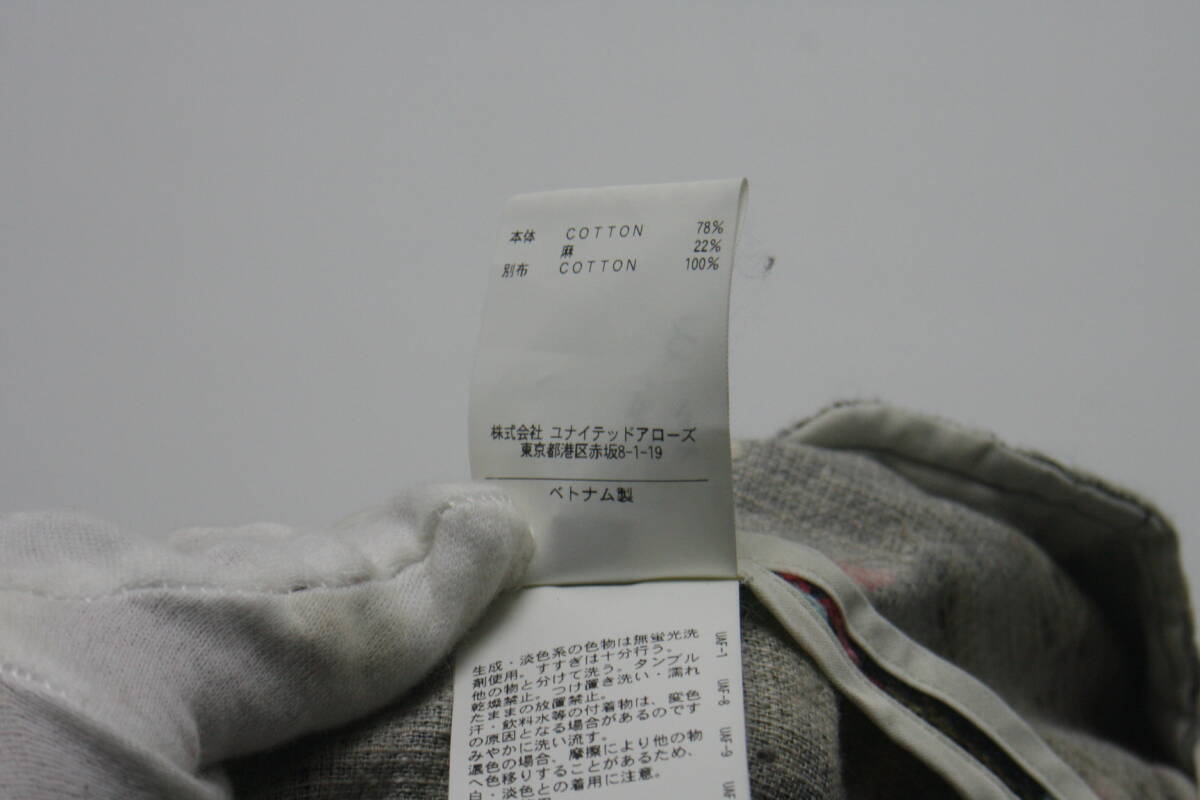 本体 COTTON 78%
麻 22%
別布 COTTON 100%
株式会社 ユナイテッドアローズ
東京都港区赤坂8-1-19
ベトナム製
生成・淡色系の色物は無蛍光洗
剤使用。すすぎは十分行う。
他の物と分けて洗う。タンブル
乾燥禁止。つけ置き洗い・濡れ
たままの放置禁止。
汗・飲料水等の付着物は、変色
の原因となる場合があるのです
みやかに洗い流す。
濃色の場合、摩擦により他の物
へ色移りすることがあるため、
白・淡色との着用に注意。
UAF-1
UAF-8
UAF-9
UAF